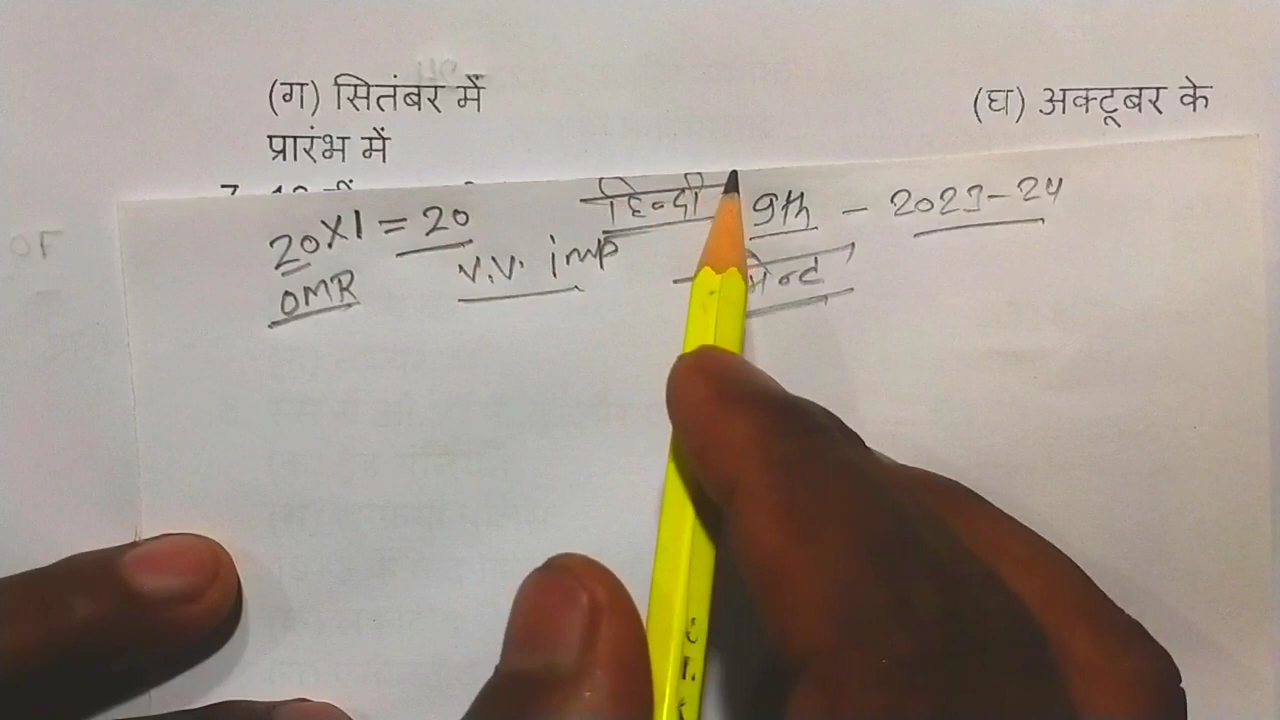 (ग) सितंबर में (घ) अक्टूबर के
प्रारंभ में
20X1 = 20 हिन्दी 9th - 2023-24
OMR V.V. imp